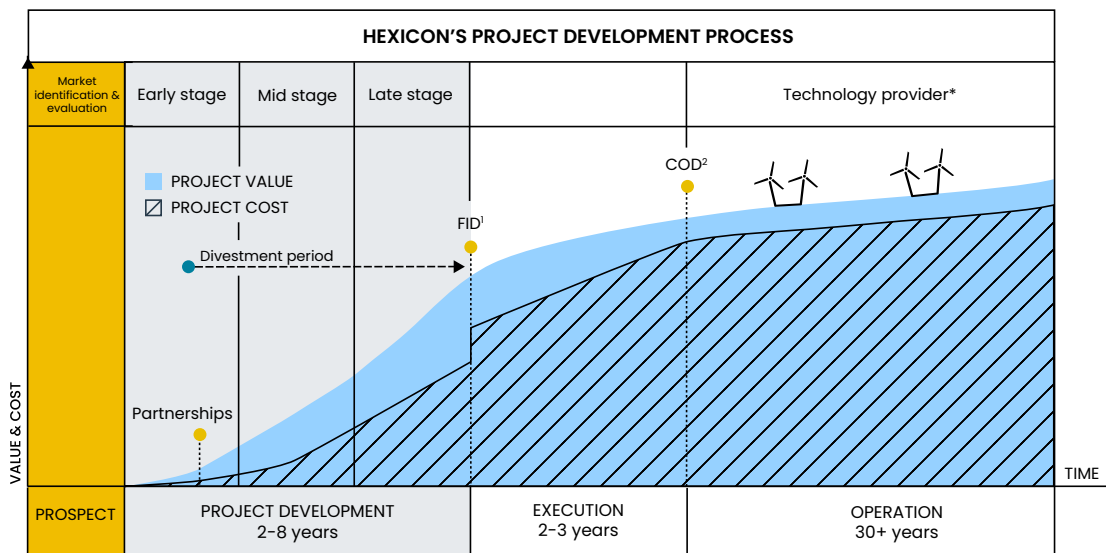 HEXICON'S PROJECT DEVELOPMENT PROCESS
Market
identification &
evaluation
Early stage
Mid stage
Late stage
Technology provider*
PROJECT VALUE
PROJECT COST
COD²
FID¹
Divestment period
Partnerships
VALUE & COST
TIME
PROSPECT
PROJECT DEVELOPMENT
2-8 years
EXECUTION
2-3 years
OPERATION
30+ years